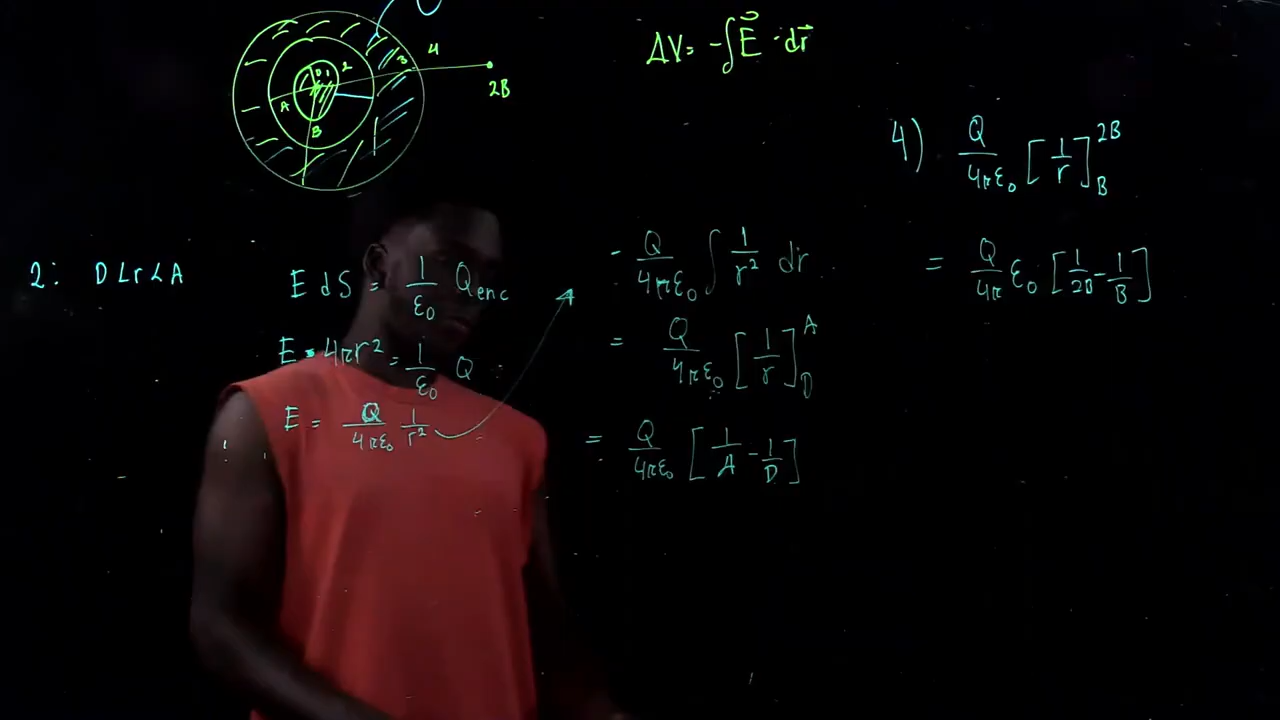 D 1 2 3 4
A
B
2B
ΔV = -∫E⃗ · dr⃗
2: D < r < A
E dS = 1/ε₀ Q_enc
E · 4πr² = 1/ε₀ Q
E = Q/4πε₀ 1/r²
- Q/4πε₀ ∫ 1/r² dr
= Q/4πε₀ [1/r]_D^A
= Q/4πε₀ [1/A - 1/D]
4) Q/4πε₀ [1/r]_B^2B
= Q/4π ε₀ [1/2B - 1/B]